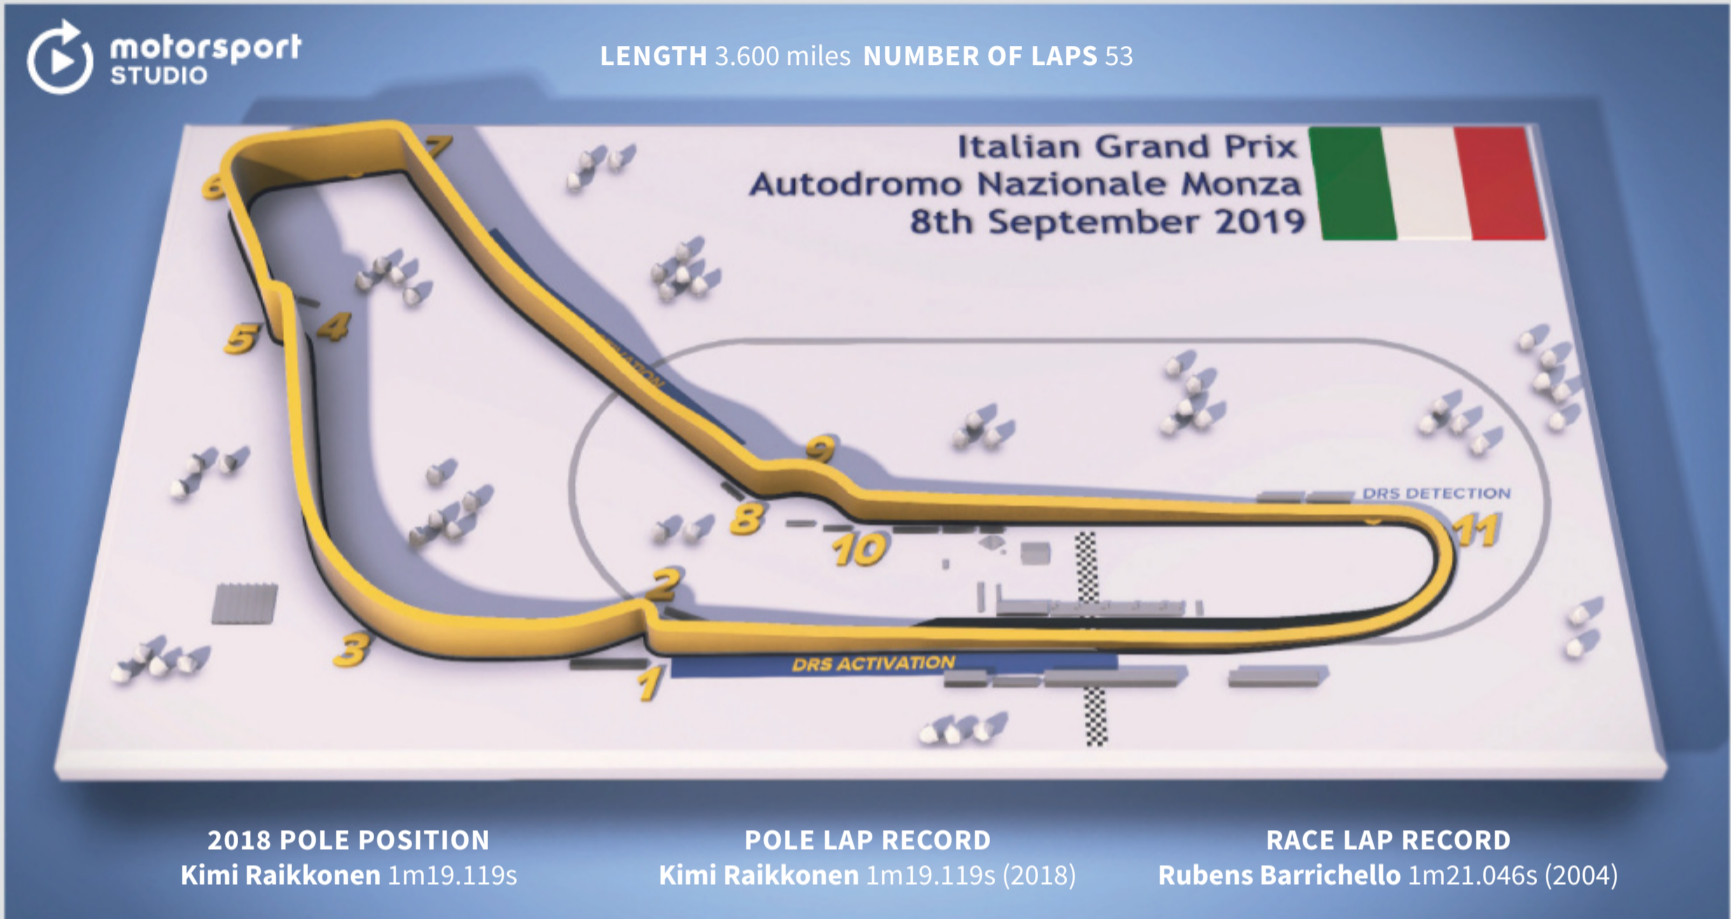 motorsport
STUDIO
LENGTH 3.600 miles NUMBER OF LAPS 53
Italian Grand Prix
Autodromo Nazionale Monza
8th September 2019
7
6
5
4
9
DRS DETECTION
11
8
10
2
3
DRS ACTIVATION
1
2018 POLE POSITION
Kimi Raikkonen 1m19.119s
POLE LAP RECORD
Kimi Raikkonen 1m19.119s (2018)
RACE LAP RECORD
Rubens Barrichello 1m21.046s (2004)